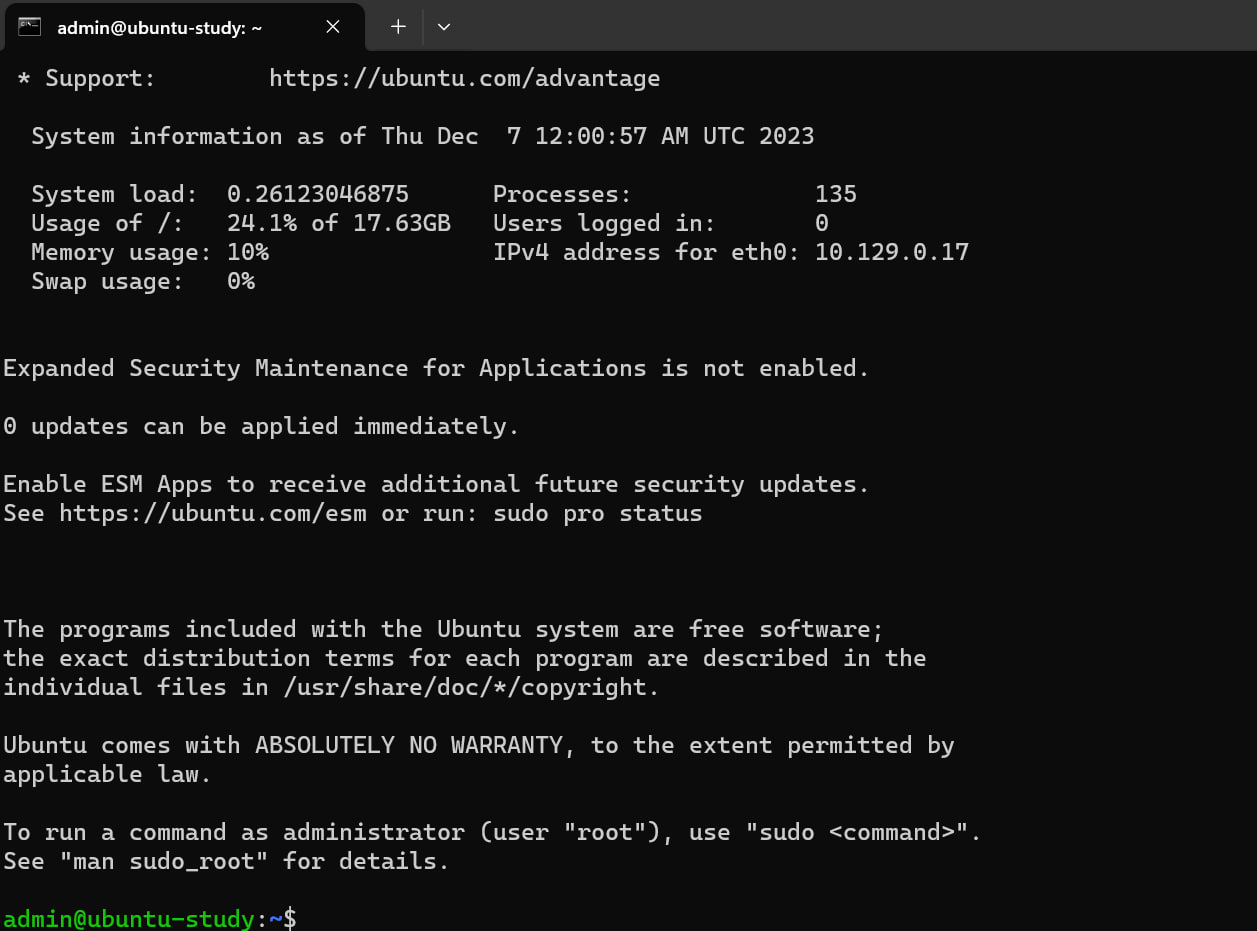 admin@ubuntu-study: ~
* Support:        https://ubuntu.com/advantage
System information as of Thu Dec  7 12:00:57 AM UTC 2023
System load:  0.26123046875      Processes:             135
Usage of /:   24.1% of 17.63GB   Users logged in:       0
Memory usage: 10%                IPv4 address for eth0: 10.129.0.17
Swap usage:   0%
Expanded Security Maintenance for Applications is not enabled.
0 updates can be applied immediately.
Enable ESM Apps to receive additional future security updates.
See https://ubuntu.com/esm or run: sudo pro status
The programs included with the Ubuntu system are free software;
the exact distribution terms for each program are described in the
individual files in /usr/share/doc/*/copyright.
Ubuntu comes with ABSOLUTELY NO WARRANTY, to the extent permitted by
applicable law.
To run a command as administrator (user "root"), use "sudo <command>".
See "man sudo_root" for details.
admin@ubuntu-study:~$